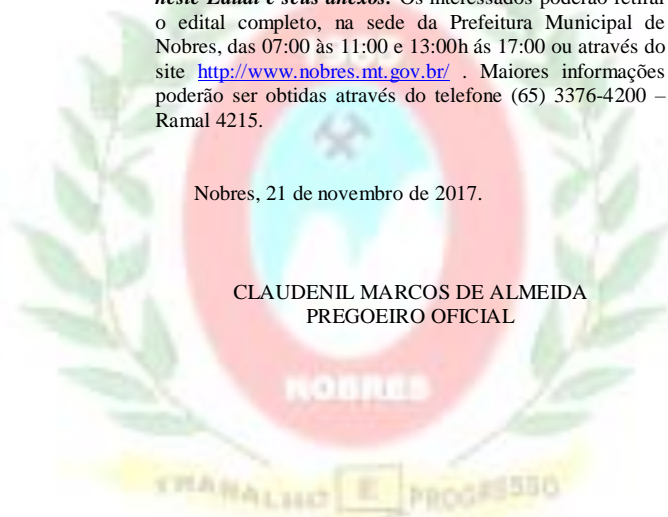 neste Edital e seus anexos. Os interessados poderão retirar
o edital completo, na sede da Prefeitura Municipal de
Nobres, das 07:00 às 11:00 e 13:00h ás 17:00 ou através do
site http://www.nobres.mt.gov.br/ . Maiores informações
poderão ser obtidas através do telefone (65) 3376-4200 –
Ramal 4215.
Nobres, 21 de novembro de 2017.
CLAUDENIL MARCOS DE ALMEIDA
PREGOEIRO OFICIAL
NOBRES
TRABALHO E PROGRESSO